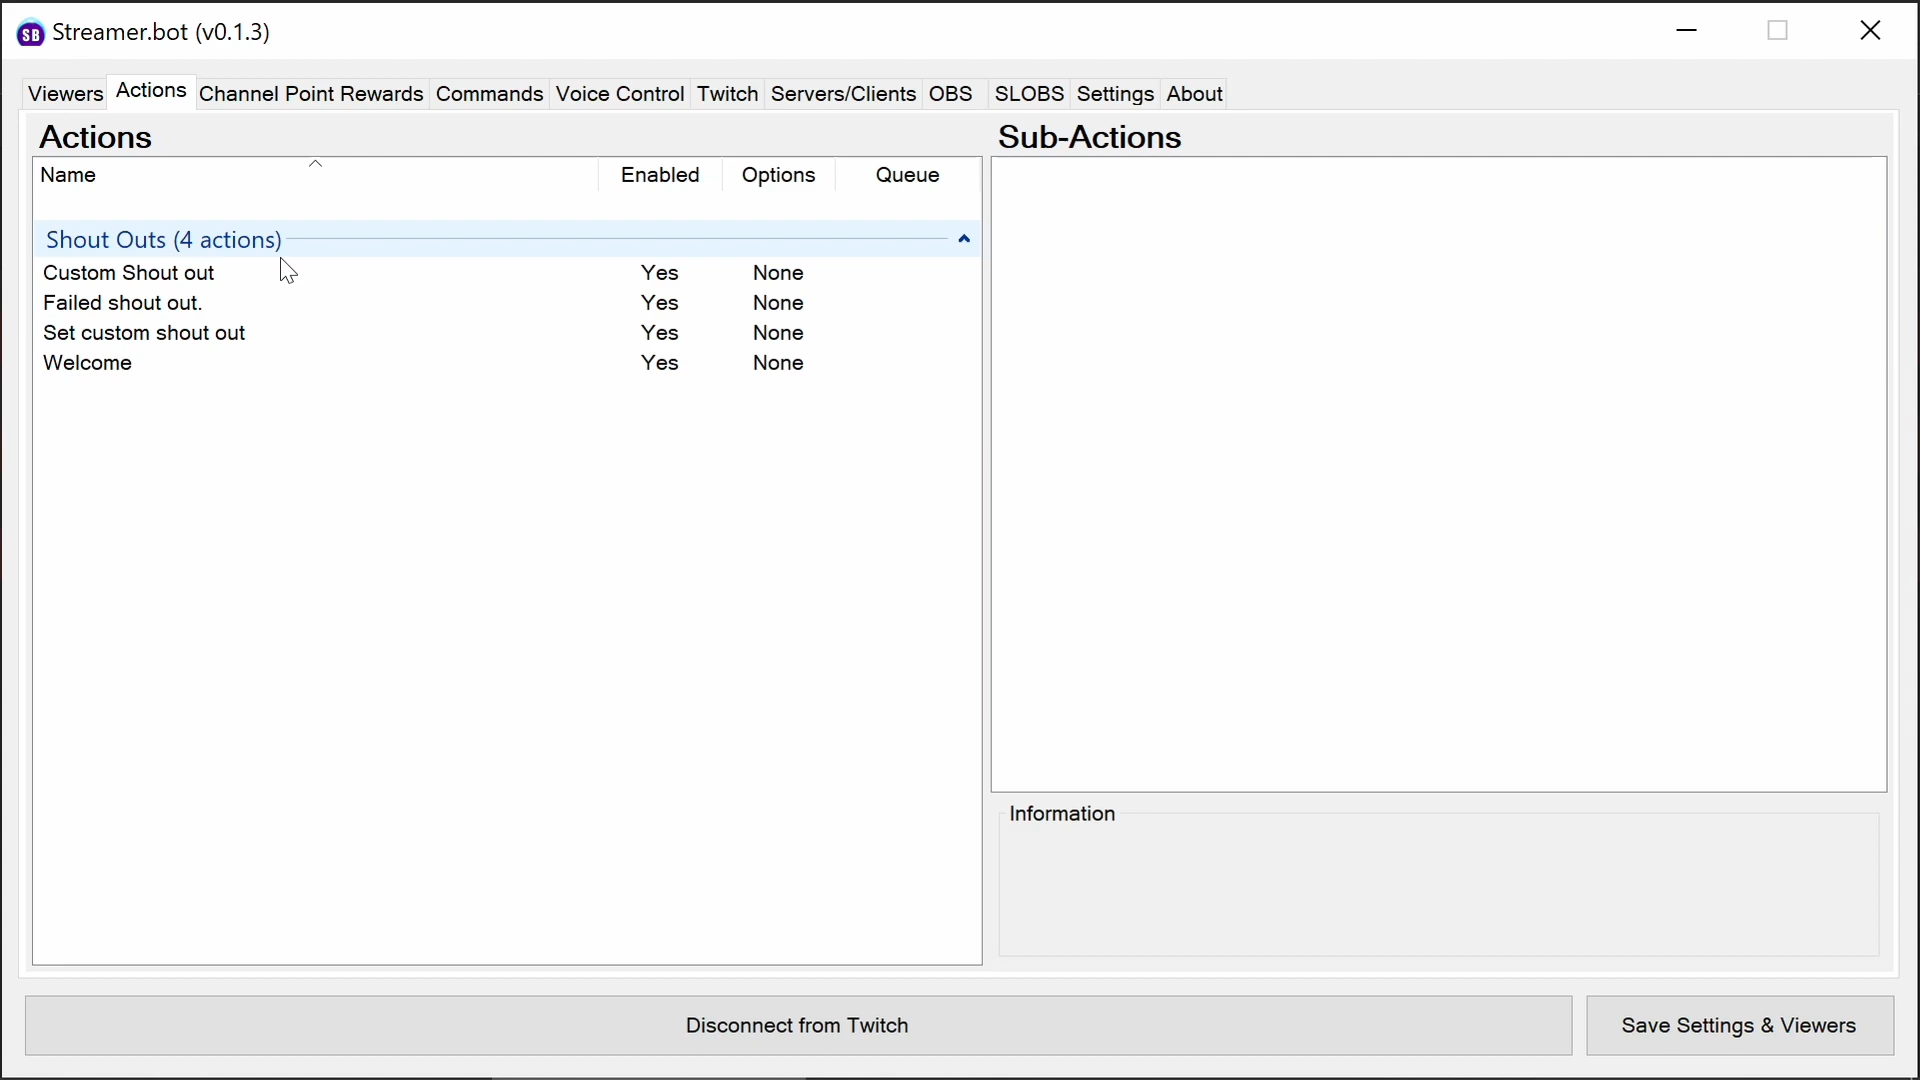 SB Streamer.bot (v0.1.3)
Viewers Actions Channel Point Rewards Commands Voice Control Twitch Servers/Clients OBS SLOBS Settings About
Actions
Name Enabled Options Queue
Shout Outs (4 actions)
Custom Shout out Yes None
Failed shout out. Yes None
Set custom shout out Yes None
Welcome Yes None
Sub-Actions
Information
Disconnect from Twitch
Save Settings & Viewers